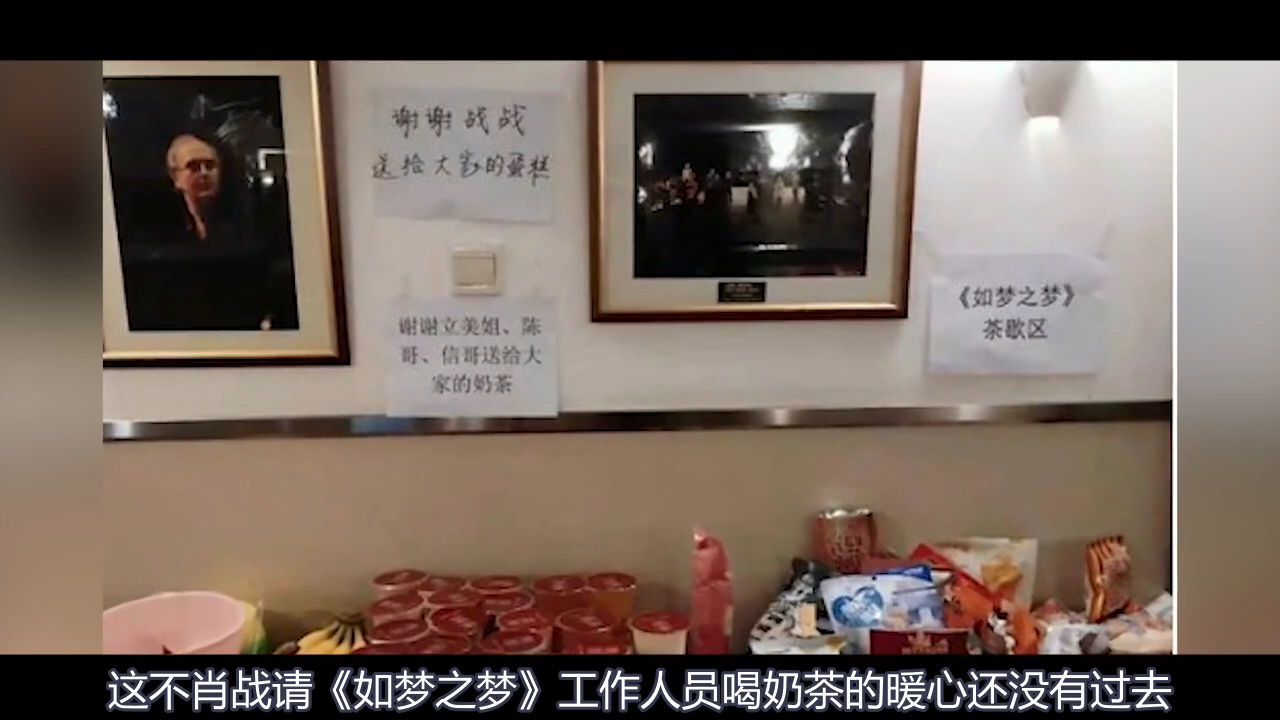 谢谢战战
送给大家的蛋糕
谢谢立美姐、陈
哥、信哥送给大
家的奶茶
《如梦之梦》
茶歇区
这不肖战请《如梦之梦》工作人员喝奶茶的暖心还没有过去